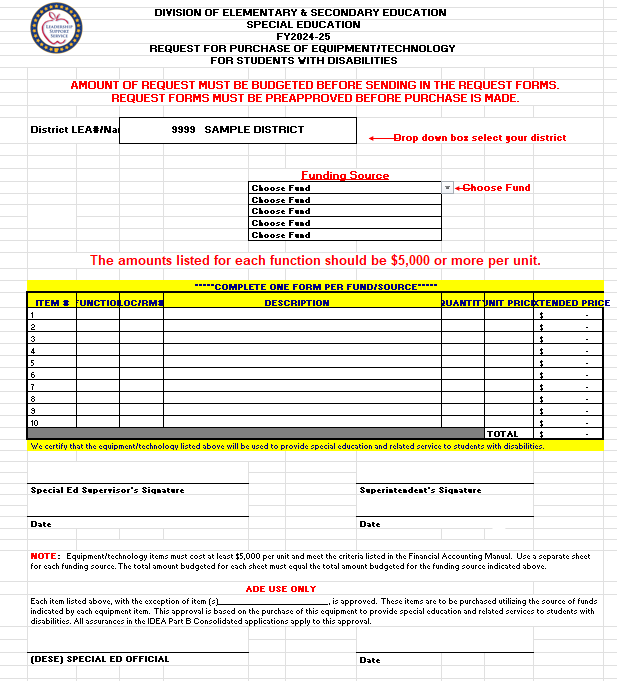 LEADERSHIP
SUPPORT
SERVICE
DIVISION OF ELEMENTARY & SECONDARY EDUCATION
SPECIAL EDUCATION
FY2024-25
REQUEST FOR PURCHASE OF EQUIPMENT/TECHNOLOGY
FOR STUDENTS WITH DISABILITIES
AMOUNT OF REQUEST MUST BE BUDGETED BEFORE SENDING IN THE REQUEST FORMS.
REQUEST FORMS MUST BE PREAPPROVED BEFORE PURCHASE IS MADE.
District LEA#/Na 9999 SAMPLE DISTRICT
Drop down box select your district
Funding Source
Choose Fund Choose Fund
Choose Fund
Choose Fund
Choose Fund
Choose Fund
The amounts listed for each function should be $5,000 or more per unit.
*****COMPLETE ONE FORM PER FUND/SOURCE*****
ITEM # FUNCTIO LOC/RM# DESCRIPTION QUANTIT UNIT PRIC EXTENDED PRICE
1 $ -
2 $ -
3 $ -
4 $ -
5 $ -
6 $ -
7 $ -
8 $ -
9 $ -
10 $ -
TOTAL $ -
We certify that the equipment/technology listed above will be used to provide special education and related service to students with disabilities.
Special Ed Supervisor's Signature Superintendent's Signature
Date Date
NOTE: Equipment/technology items must cost at least $5,000 per unit and meet the criteria listed in the Financial Accounting Manual. Use a separate sheet
for each funding source. The total amount budgeted for each sheet must equal the total amount budgeted for the funding source indicated above.
ADE USE ONLY
Each item listed above, with the exception of item (s)____________________, is approved. These items are to be purchased utilizing the source of funds
indicated by each equipment item. This approval is based on the purchase of this equipment to provide special education and related services to students with
disabilities. All assurances in the IDEA Part B Consolidated applications apply to this approval.
(DESE) SPECIAL ED OFFICIAL Date